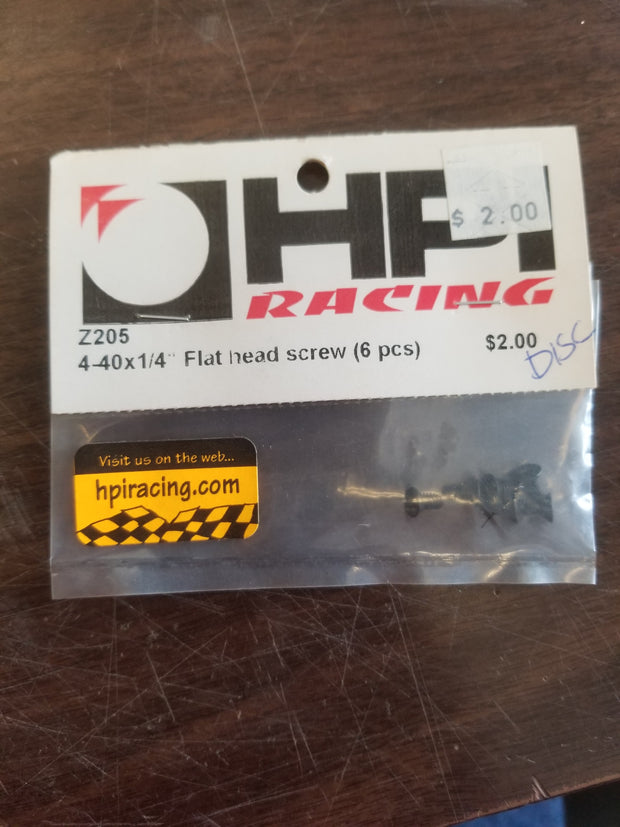 HPI
$ 2.00
RACING
Z205
4-40x1/4" Flat head screw (6 pcs)
$2.00
DISC
Visit us on the web...
hpiracing.com